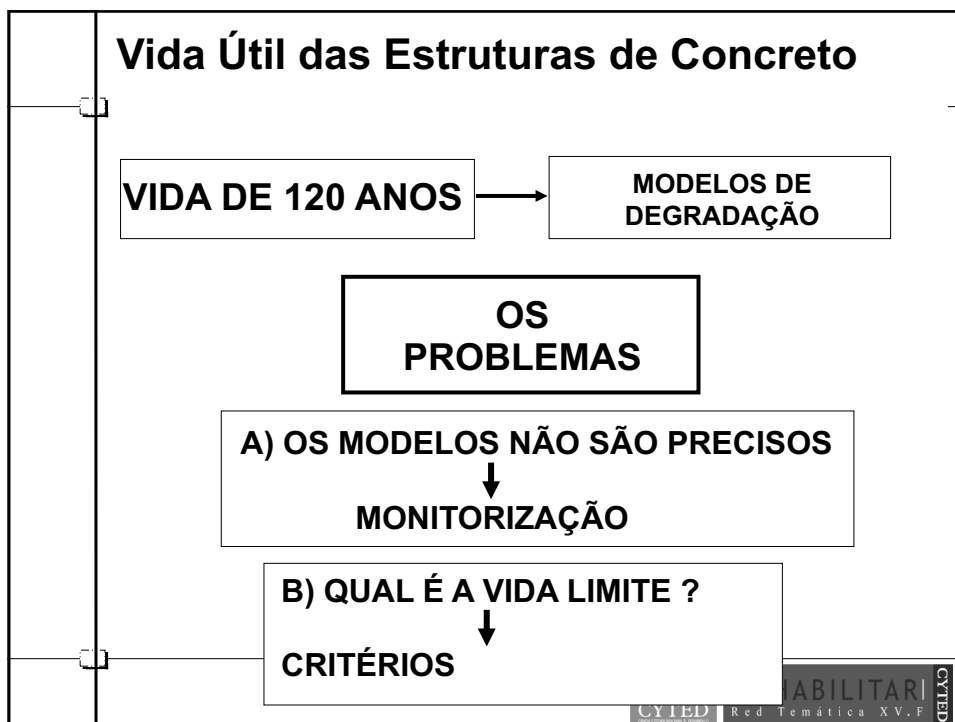 Vida Útil das Estruturas de Concreto
VIDA DE 120 ANOS
MODELOS DE
DEGRADAÇÃO
OS
PROBLEMAS
A) OS MODELOS NÃO SÃO PRECISOS
MONITORIZAÇÃO
B) QUAL É A VIDA LIMITE ?
CRITÉRIOS
CYTED
HABILITAR
Red Temática XV.F
CYTED